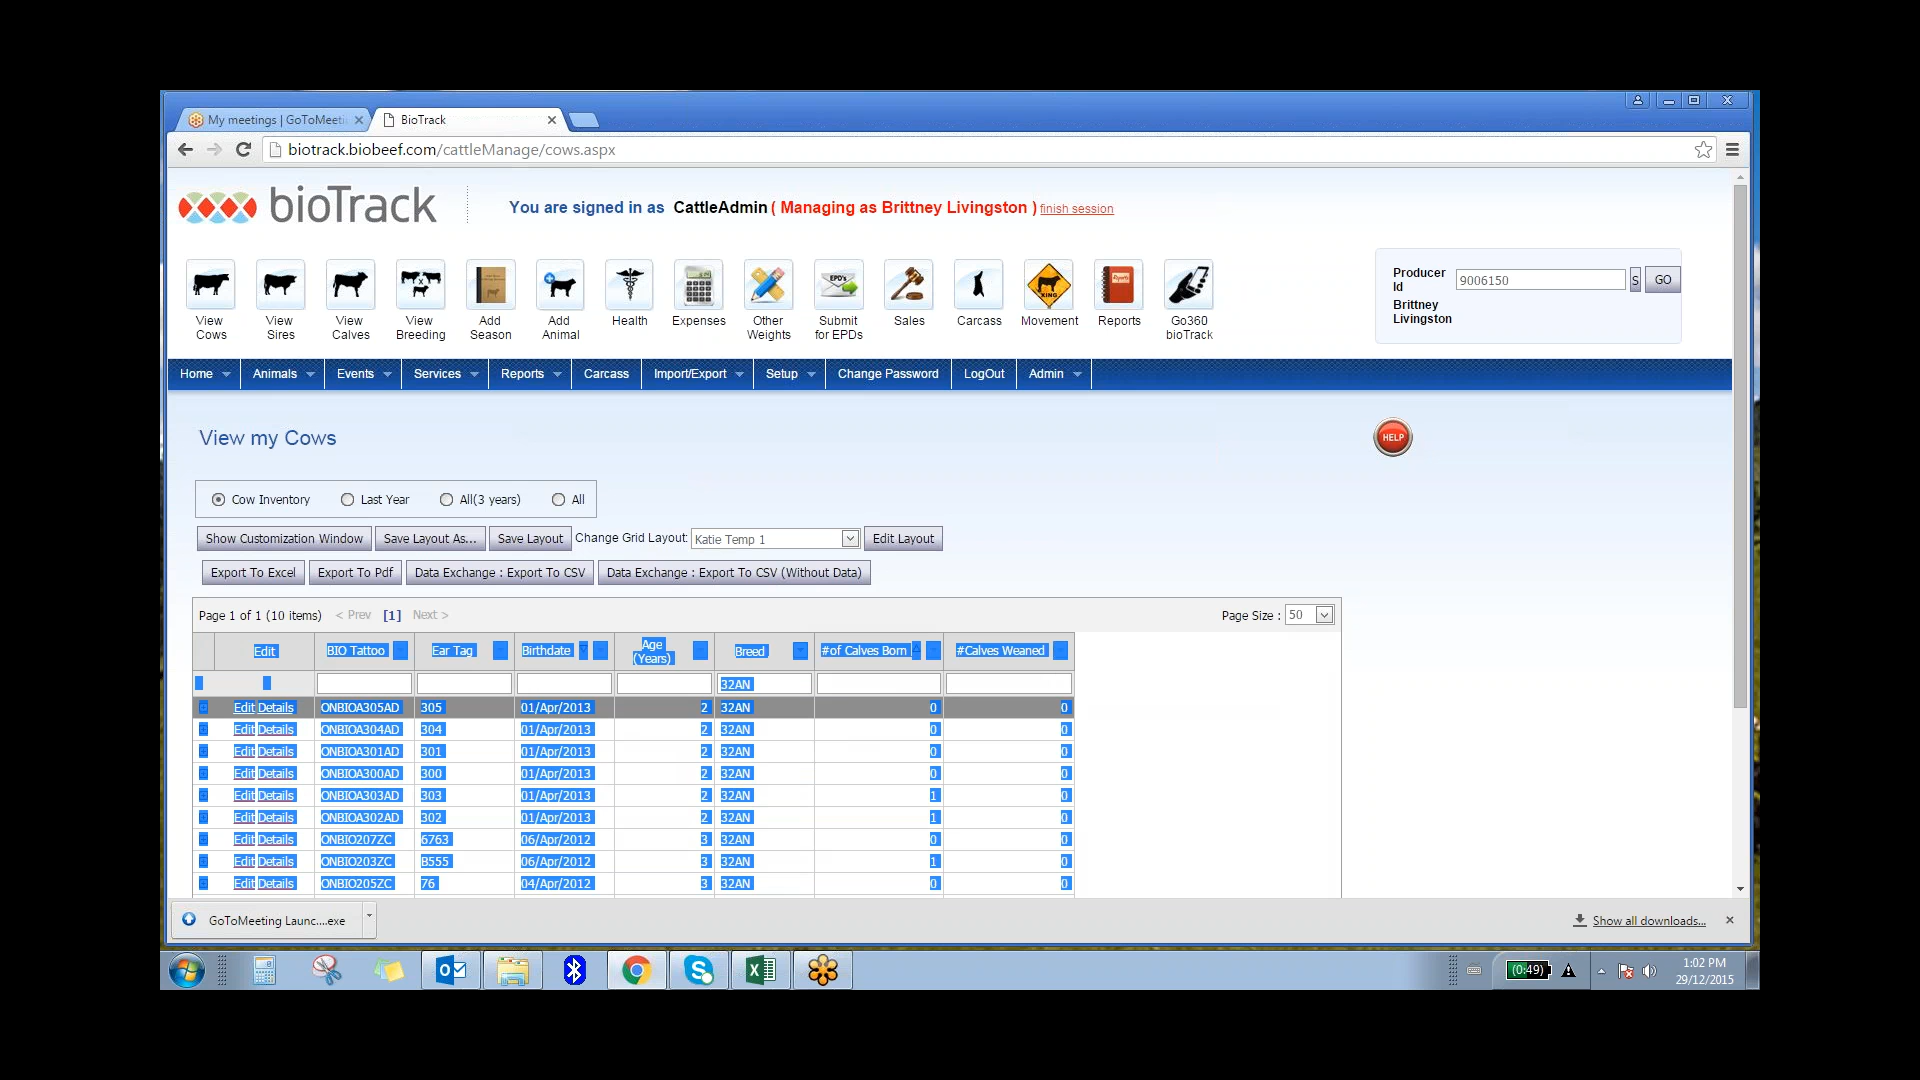 My meetings | GoToMeeti
BioTrack
biotrack.biobeef.com/cattleManage/cows.aspx
bioTrack
You are signed in as CattleAdmin ( Managing as Brittney Livingston ) finish session
View Cows
View Sires
View Calves
View Breeding
Add Season
Add Animal
Health
Expenses
Other Weights
EPD's
Submit for EPDs
Sales
Carcass
XING
Movement
Reports
Reports
Go360 bioTrack
Producer Id 9006150 S GO
Brittney Livingston
Home Animals Events Services Reports Carcass Import/Export Setup Change Password LogOut Admin
View my Cows
HELP
Cow Inventory Last Year All(3 years) All
Show Customization Window Save Layout As... Save Layout Change Grid Layout: Katie Temp 1 Edit Layout
Export To Excel Export To Pdf Data Exchange : Export To CSV Data Exchange : Export To CSV (Without Data)
Page 1 of 1 (10 items) < Prev [1] Next > Page Size : 50
Edit BIO Tattoo Ear Tag Birthdate Age (Years) Breed #of Calves Born #Calves Weaned
32AN
Edit Details ONBIOA305AD 305 01/Apr/2013 2 32AN 0 0
Edit Details ONBIOA304AD 304 01/Apr/2013 2 32AN 0 0
Edit Details ONBIOA301AD 301 01/Apr/2013 2 32AN 0 0
Edit Details ONBIOA300AD 300 01/Apr/2013 2 32AN 0 0
Edit Details ONBIOA303AD 303 01/Apr/2013 2 32AN 1 0
Edit Details ONBIOA302AD 302 01/Apr/2013 2 32AN 1 0
Edit Details ONBIO207ZC 6763 06/Apr/2012 3 32AN 0 0
Edit Details ONBIO203ZC B555 06/Apr/2012 3 32AN 1 0
Edit Details ONBIO205ZC 76 04/Apr/2012 3 32AN 0 0
GoToMeeting Launc....exe
Show all downloads...
(0:49)
1:02 PM
29/12/2015